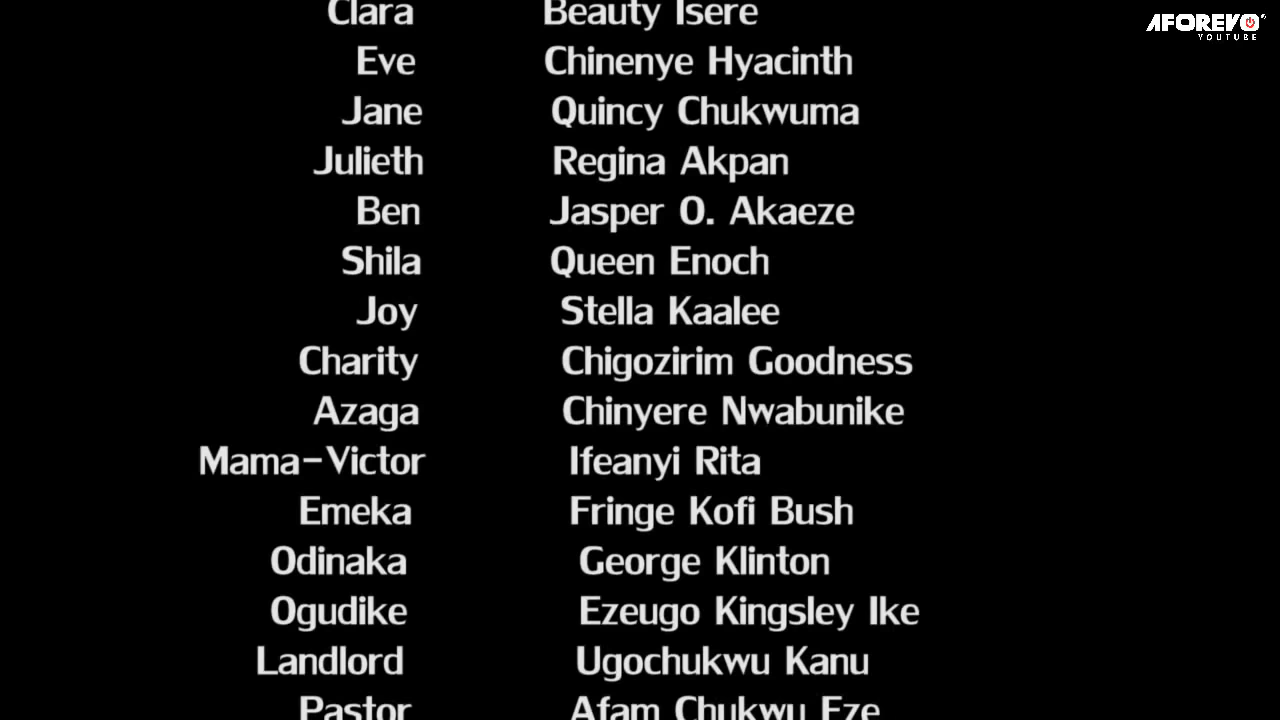 AFOREVO
YOUTUBE
Clara Beauty Isere
Eve Chinenye Hyacinth
Jane Quincy Chukwuma
Julieth Regina Akpan
Ben Jasper O. Akaeze
Shila Queen Enoch
Joy Stella Kaalee
Charity Chigozirim Goodness
Azaga Chinyere Nwabunike
Mama-Victor Ifeanyi Rita
Emeka Fringe Kofi Bush
Odinaka George Klinton
Ogudike Ezeugo Kingsley Ike
Landlord Ugochukwu Kanu
Pastor Afam Chukwu Eze